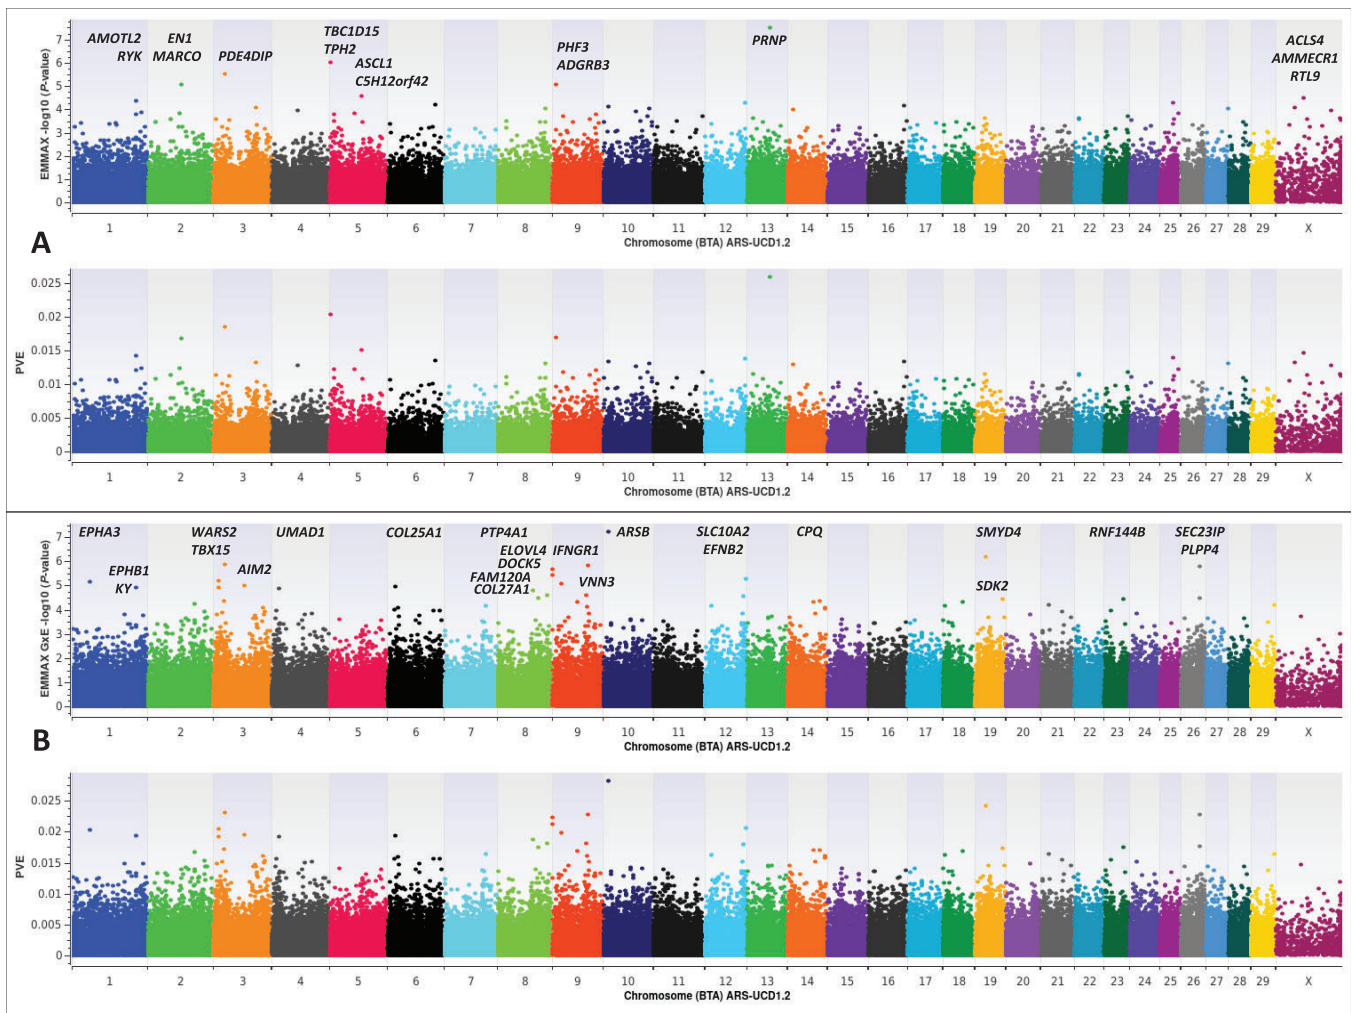 AMOTL2
RYK
EN1
MARCO
PDE4DIP
TBC1D15
TPH2
ASCL1
C5H12orf42
PHF3
ADGRB3
PRNP
ACLS4
AMMECR1
RTL9
EMMAX -log10 (P-value)
7
6
5
4
3
2
1
0
1 2 3 4 5 6 7 8 9 10 11 12 13 14 15 16 17 18 19 20 21 22 23 24 25 26 27 28 29 X
Chromosome (BTA) ARS-UCD1.2
A
PVE
0.025
0.02
0.015
0.01
0.005
0
1 2 3 4 5 6 7 8 9 10 11 12 13 14 15 16 17 18 19 20 21 22 23 24 25 26 27 28 29 X
Chromosome (BTA) ARS-UCD1.2
EPHA3
EPHB1
KY
WARS2
TBX15
AIM2
UMAD1
COL25A1
PTP4A1
ELOVL4
DOCK5
FAM120A
COL27A1
IFNGR1
VNN3
ARSB
SLC10A2
EFNB2
CPQ
SMYD4
SDK2
RNF144B
SEC23IP
PLPP4
EMMAX GxE -log10 (P-value)
7
6
5
4
3
2
1
0
1 2 3 4 5 6 7 8 9 10 11 12 13 14 15 16 17 18 19 20 21 22 23 24 25 26 27 28 29 X
Chromosome (BTA) ARS-UCD1.2
B
PVE
0.025
0.02
0.015
0.01
0.005
0
1 2 3 4 5 6 7 8 9 10 11 12 13 14 15 16 17 18 19 20 21 22 23 24 25 26 27 28 29 X
Chromosome (BTA) ARS-UCD1.2